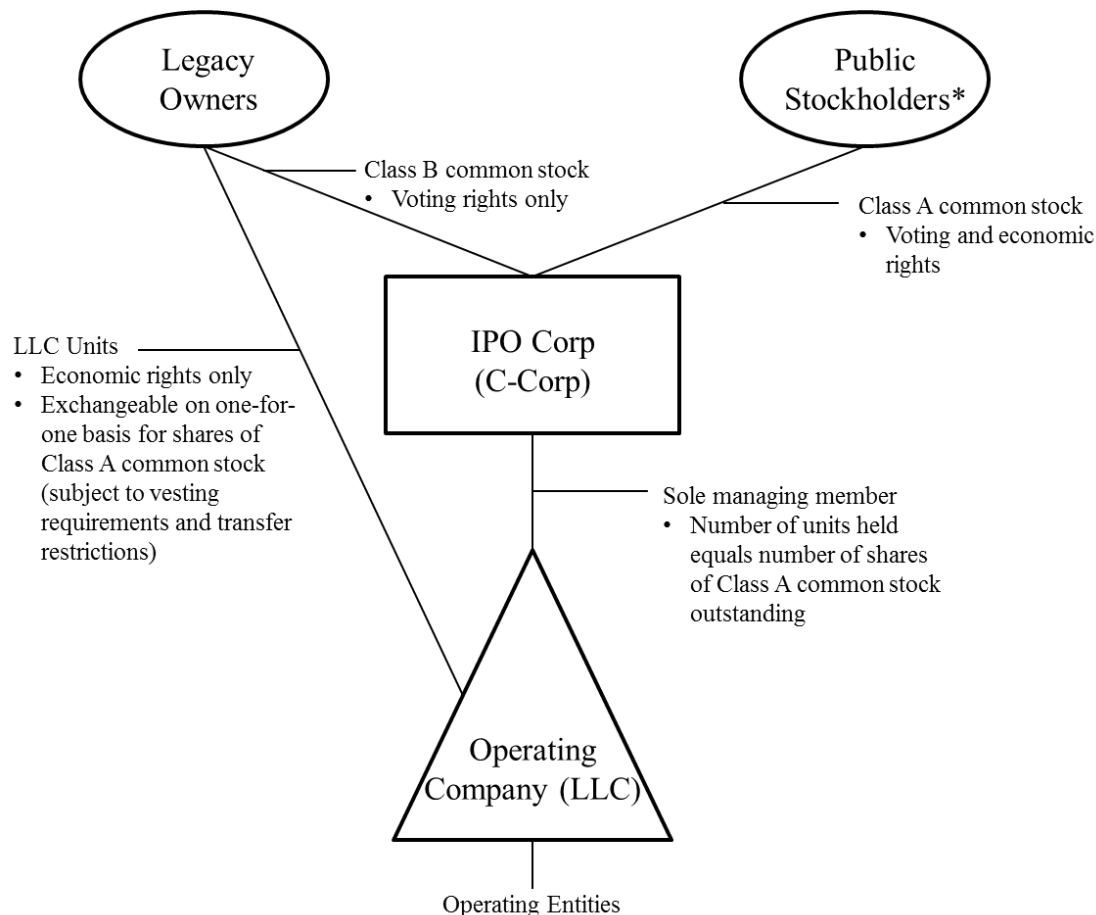 Legacy
Owners
Public
Stockholders*
Class B common stock
• Voting rights only
Class A common stock
• Voting and economic
rights
IPO Corp
(C-Corp)
LLC Units
• Economic rights only
• Exchangeable on one-for-
one basis for shares of
Class A common stock
(subject to vesting
requirements and transfer
restrictions)
Sole managing member
• Number of units held
equals number of shares
of Class A common stock
outstanding
Operating
Company (LLC)
Operating Entities